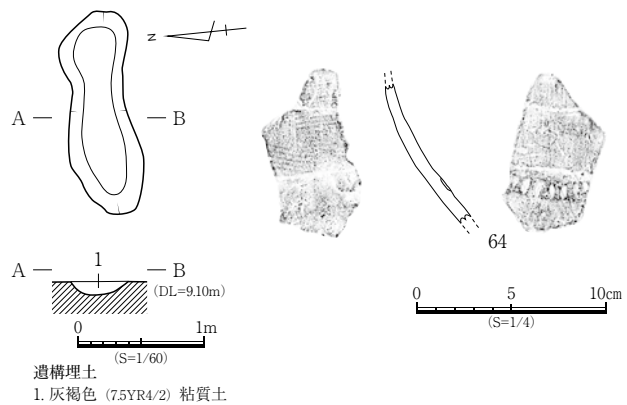 N
A B
64
A 1 B
(DL=9.10m)
0 1m
(S=1/60)
0 5 10㎝
(S=1/4)
遺構埋土
1. 灰褐色 (7.5YR4/2) 粘質土